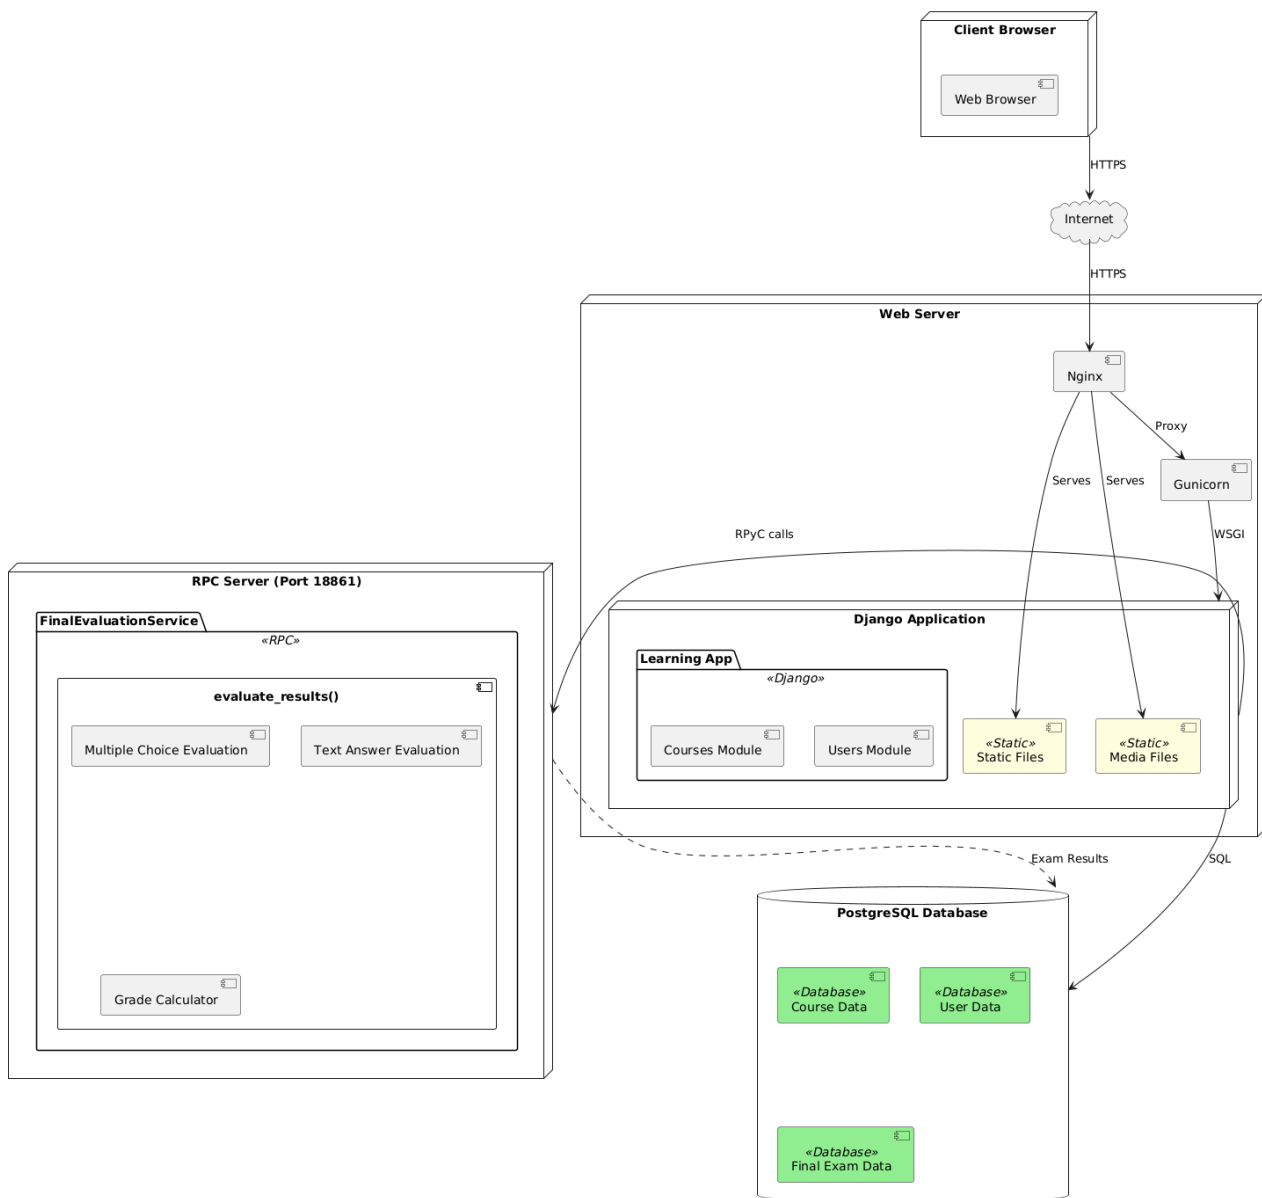 Client Browser
Web Browser
HTTPS
Internet
HTTPS
Web Server
Nginx
Proxy
Gunicorn
Serves
Serves
WSGI
RPyC calls
RPC Server (Port 18861)
FinalEvaluationService
«RPC»
evaluate_results()
Multiple Choice Evaluation
Text Answer Evaluation
Grade Calculator
Django Application
Learning App
«Django»
Courses Module
Users Module
«Static»
Static Files
«Static»
Media Files
Exam Results
SQL
PostgreSQL Database
«Database»
Course Data
«Database»
User Data
«Database»
Final Exam Data